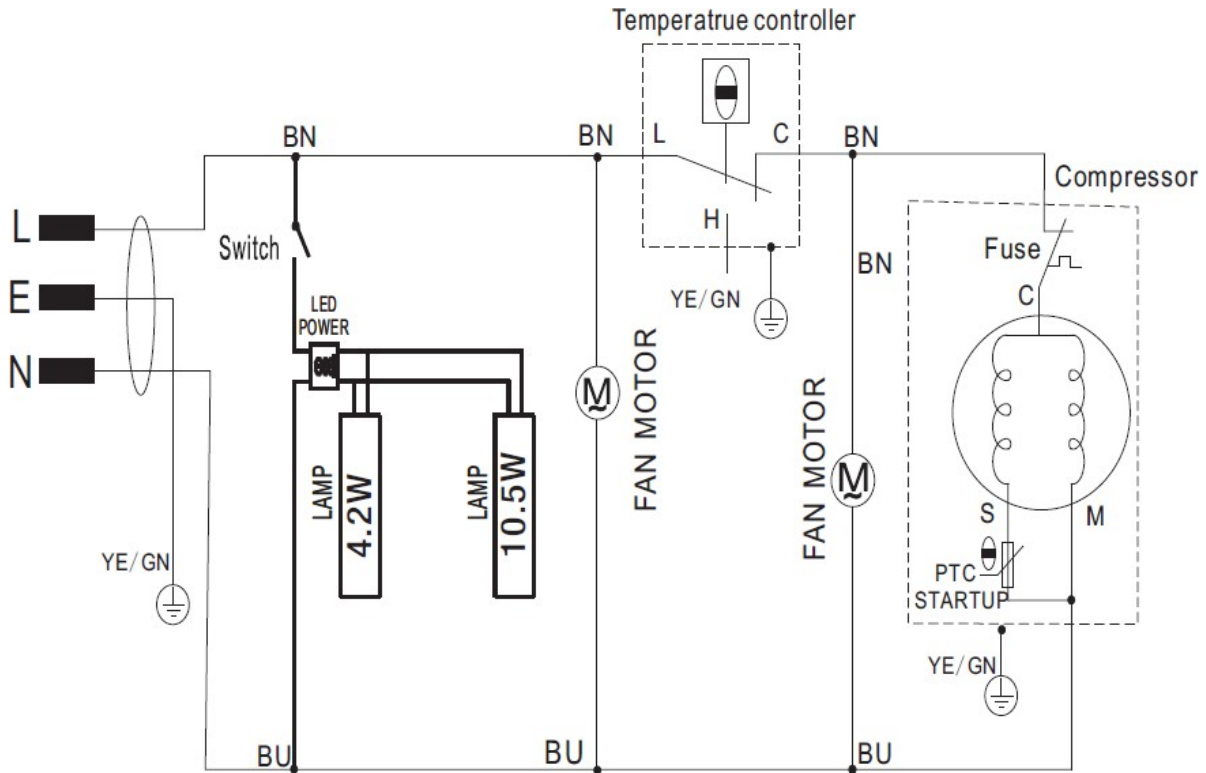 Temperatrue controller
BN
BN
L
C
BN
Compressor
L
Switch
H
BN
Fuse
E
LED
POWER
YE/GN
C
N
M
FAN MOTOR
LAMP
4.2W
LAMP
10.5W
FAN MOTOR
M
S
M
YE/GN
PTC
STARTUP
YE/GN
BU
BU
BU